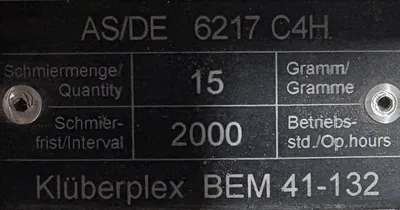 AS/DE 6217 C4H
Schmiermenge/ 15 Gramm/
Quantity Gramme
Schmier- 2000 Betriebs-
frist/Interval std./Op.hours
Klüberplex BEM 41-132